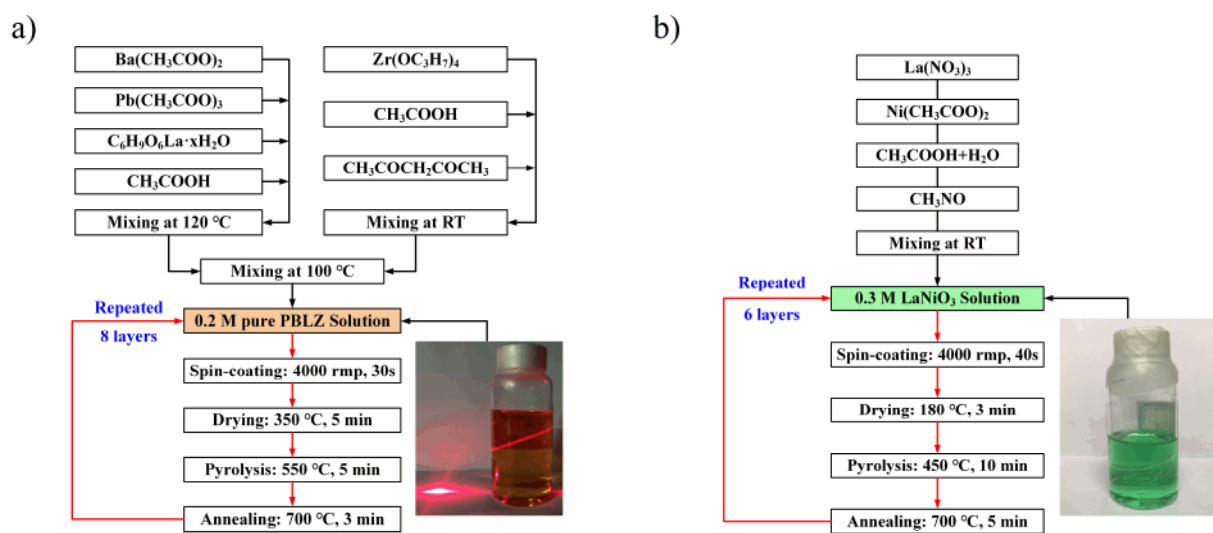 a)
Ba(CH₃COO)₂
Pb(CH₃COO)₃
C₆H₉O₆La·xH₂O
CH₃COOH
Mixing at 120 ℃
Zr(OC₃H₇)₄
CH₃COOH
CH₃COCH₂COCH₃
Mixing at RT
Mixing at 100 ℃
Repeated
8 layers
0.2 M pure PBLZ Solution
Spin-coating: 4000 rmp, 30s
Drying: 350 ℃, 5 min
Pyrolysis: 550 ℃, 5 min
Annealing: 700 ℃, 3 min
b)
La(NO₃)₃
Ni(CH₃COO)₂
CH₃COOH+H₂O
CH₃NO
Mixing at RT
Repeated
6 layers
0.3 M LaNiO₃ Solution
Spin-coating: 4000 rmp, 40s
Drying: 180 ℃, 3 min
Pyrolysis: 450 ℃, 10 min
Annealing: 700 ℃, 5 min